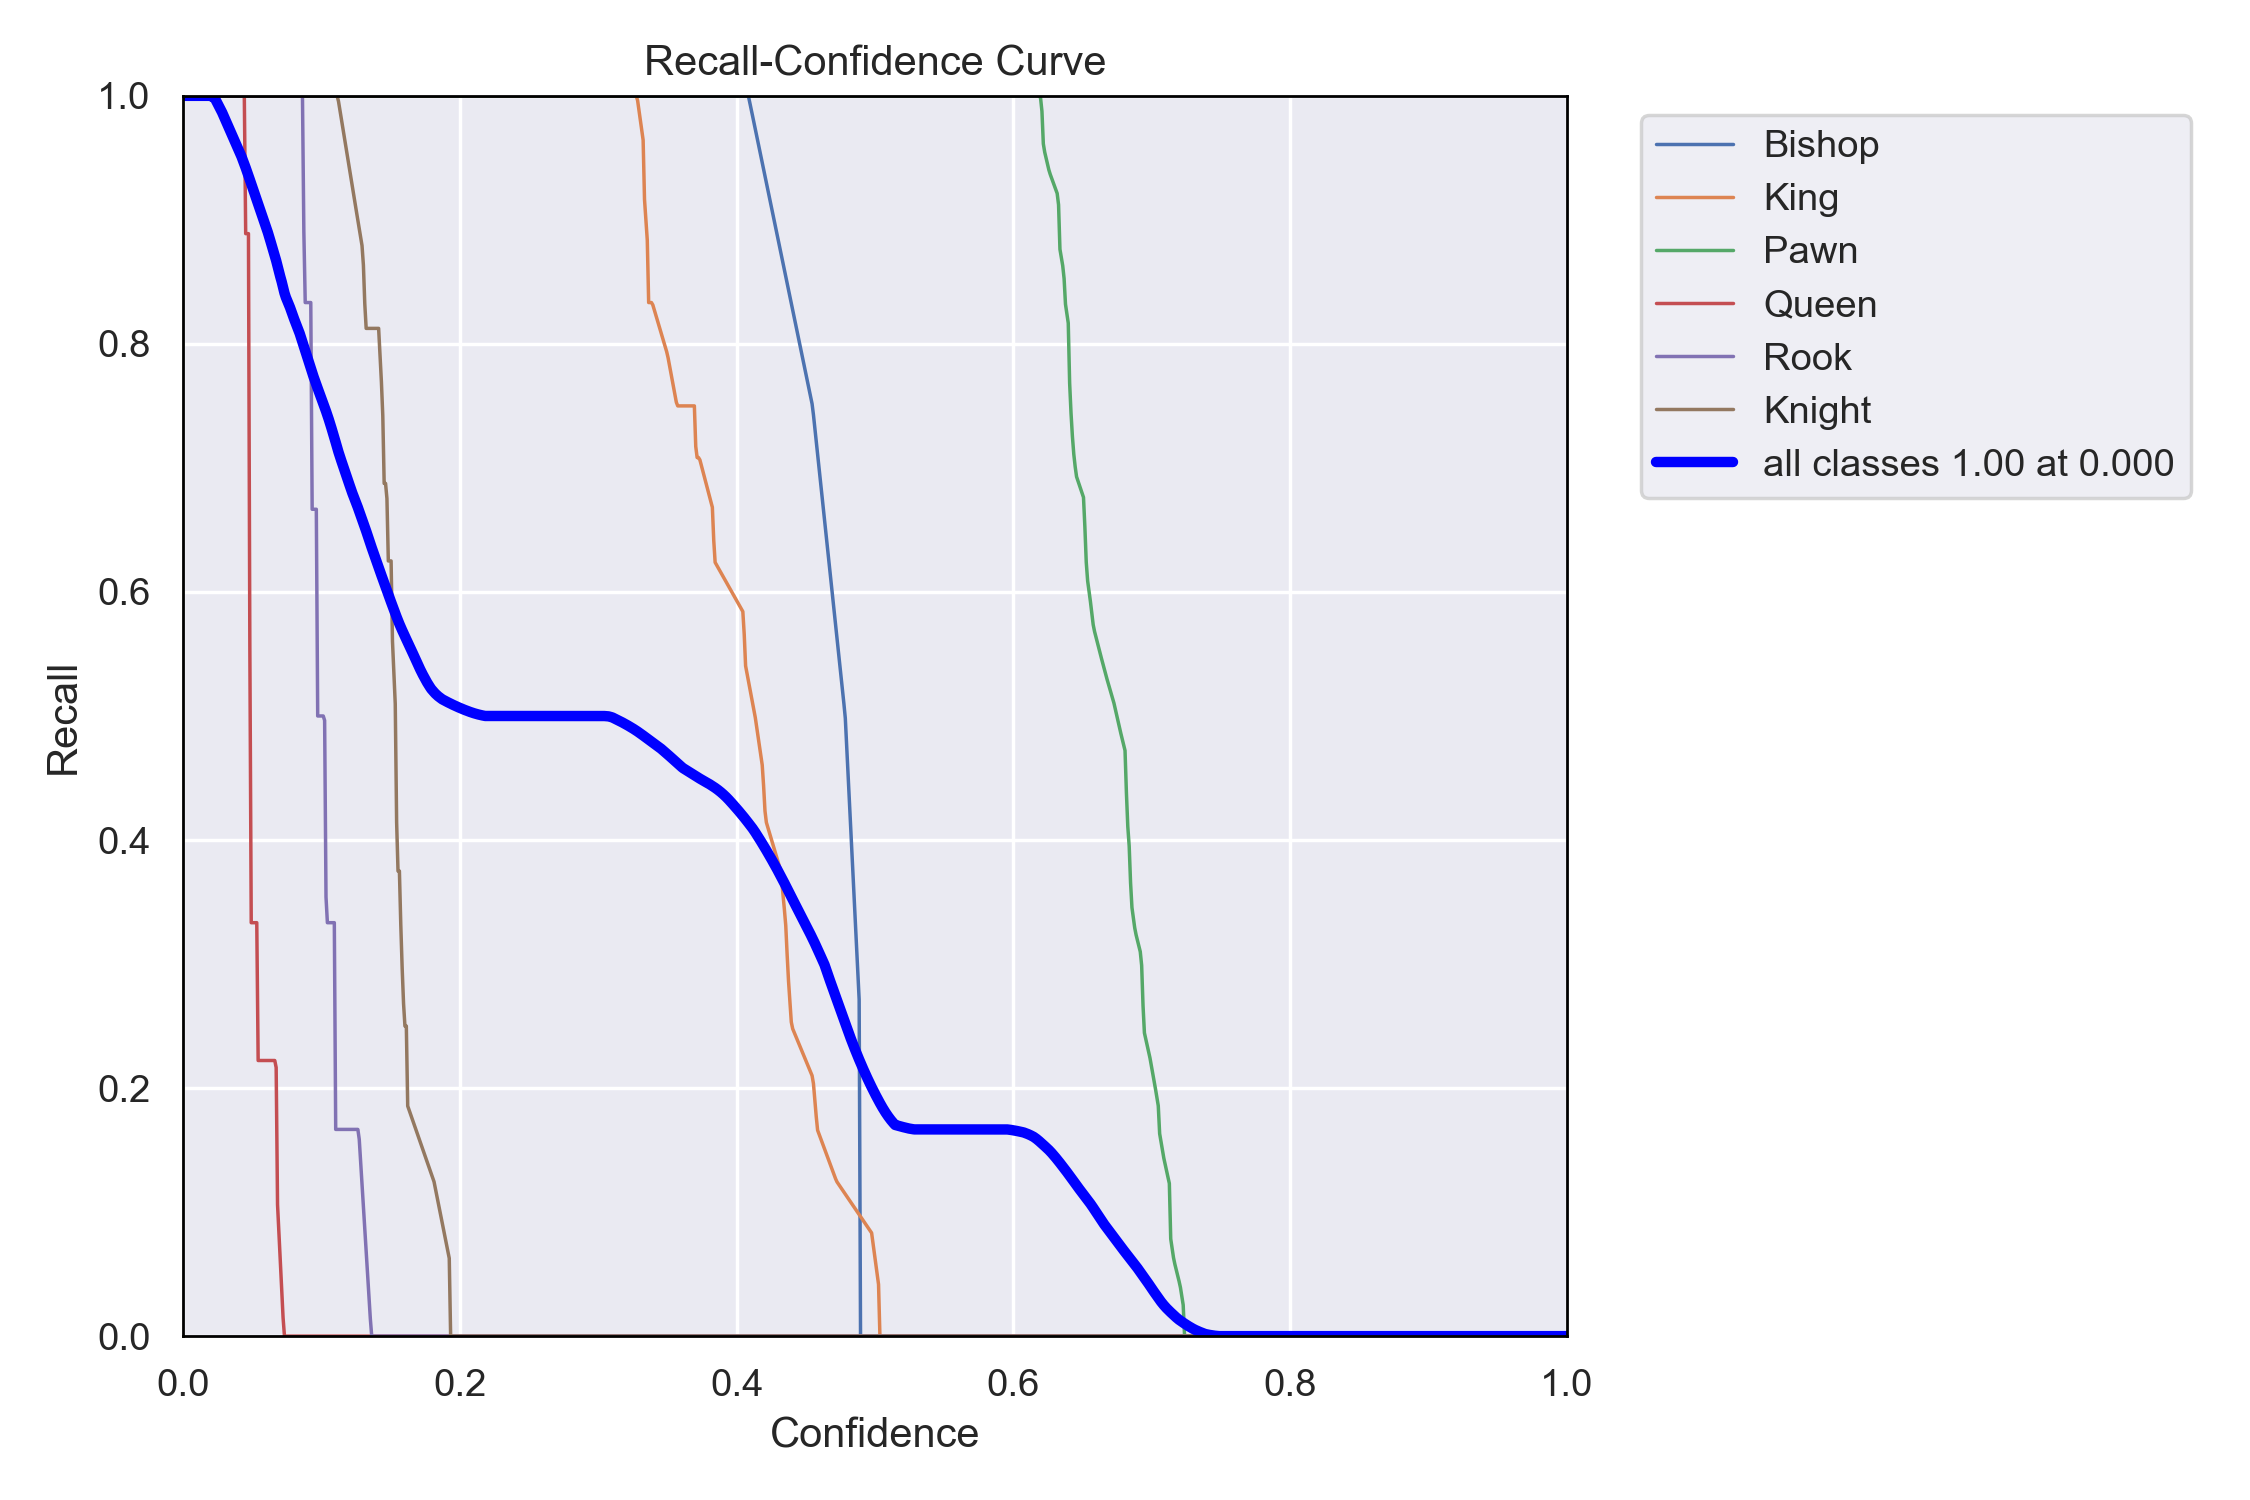 Recall-Confidence Curve
1.0
0.8
0.6
0.4
0.2
0.0
Recall
0.0 0.2 0.4 0.6 0.8 1.0
Confidence
Bishop
King
Pawn
Queen
Rook
Knight
all classes 1.00 at 0.000